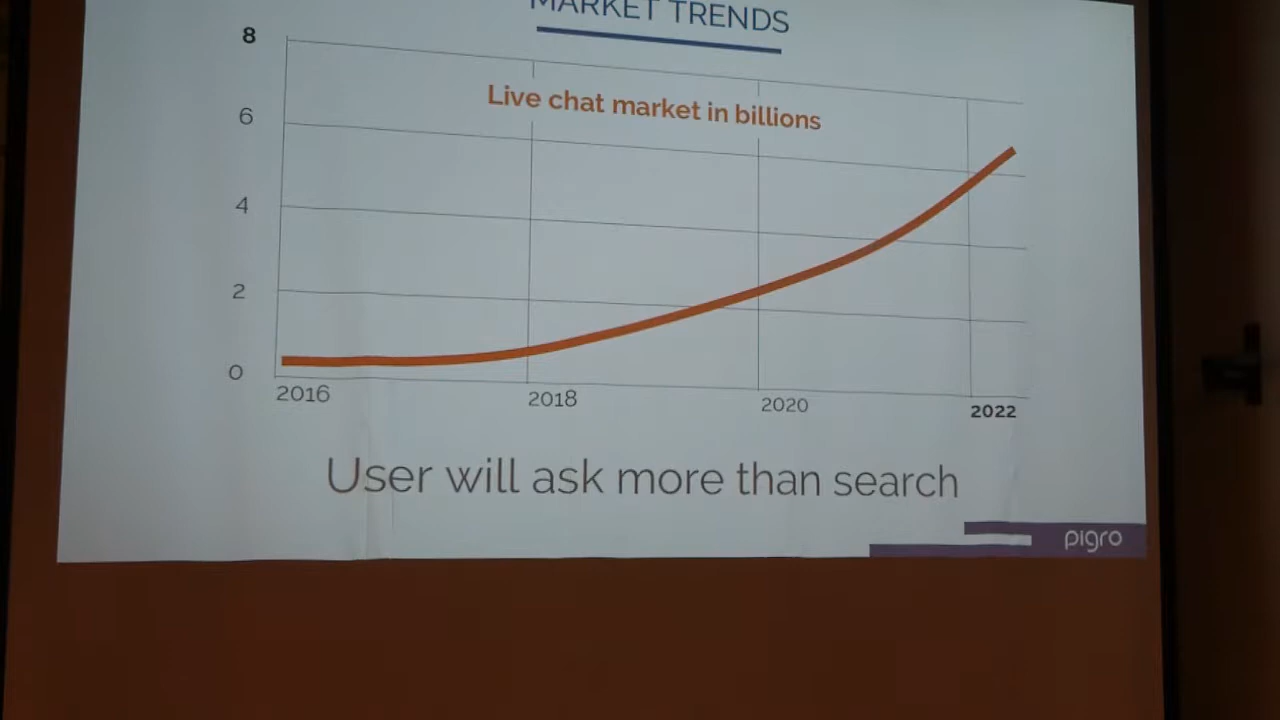 MARKET TRENDS
8
Live chat market in billions
6
4
2
0
2016
2018
2020
2022
User will ask more than search
pigro